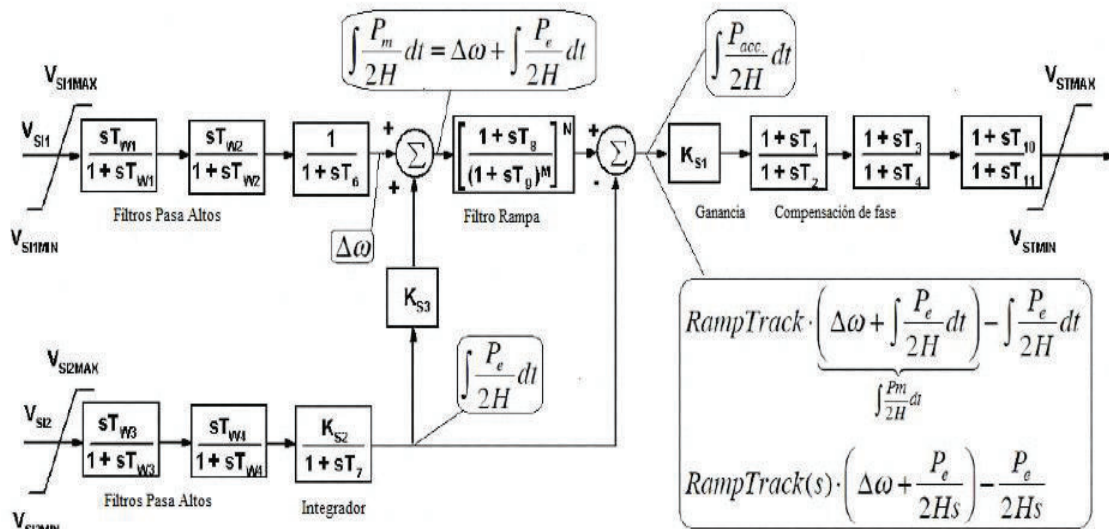 ∫ P_m/2H dt = Δω + ∫ P_e/2H dt
∫ P_acc./2H dt
V_SI1MAX
V_SI1
V_SI1MIN
sT_W1 / 1 + sT_W1
sT_W2 / 1 + sT_W2
1 / 1 + sT_6
Filtros Pasa Altos
Δω
+
+
Σ
[ 1 + sT_8 / (1 + sT_9)^M ]^N
Filtro Rampa
+
-
Σ
K_S1
Ganancia
1 + sT_1 / 1 + sT_2
1 + sT_3 / 1 + sT_4
Compensación de fase
1 + sT_10 / 1 + sT_11
V_STMAX
V_STMIN
K_S3
∫ P_e/2H dt
V_SI2MAX
V_SI2
V_SI2MIN
sT_W3 / 1 + sT_W3
sT_W4 / 1 + sT_W4
K_S2 / 1 + sT_7
Filtros Pasa Altos
Integrador
RampTrack · ( Δω + ∫ P_e/2H dt ) − ∫ P_e/2H dt
∫ Pm/2H dt
RampTrack(s) · ( Δω + P_e/2Hs ) − P_e/2Hs